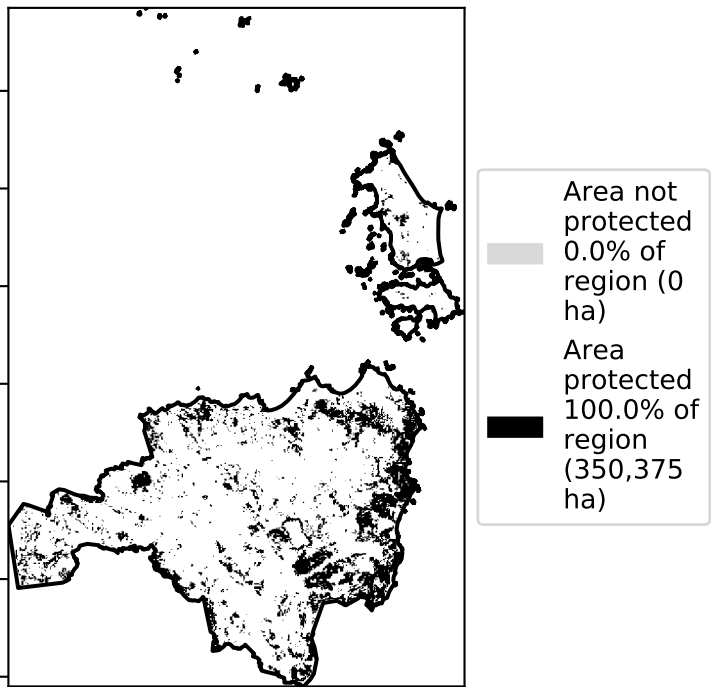 Area not
protected
0.0% of
region (0
ha)
Area
protected
100.0% of
region
(350,375
ha)